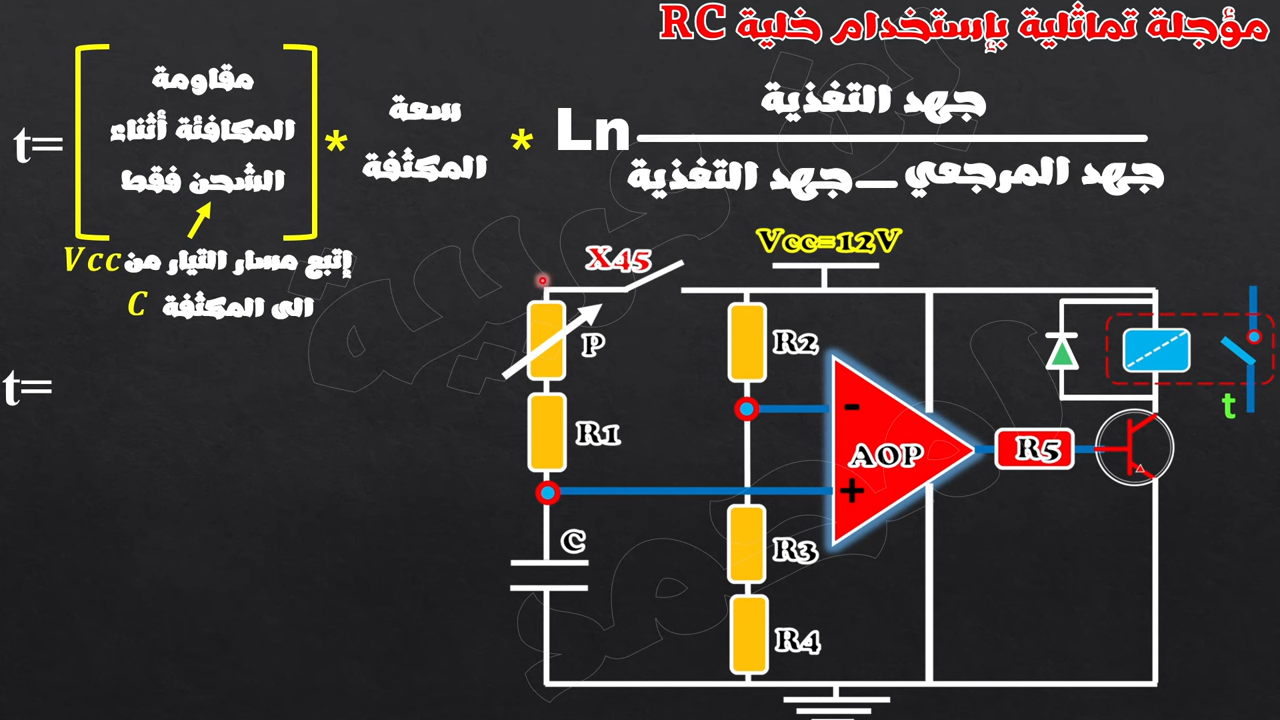 مؤجلة تماثلية بإستخدام خلية RC
t= [ مقاومة المكافئة أثناء الشحن فقط ] * سعة المكثفة * Ln جهد التغذية
جهد التغذية — جهد المرجعي
إتبع مسار التيار من Vcc
الى المكثفة C
t=
Vcc=12V
X45
P
R2
R1
-
AOP
+
R5
t
C
R3
R4